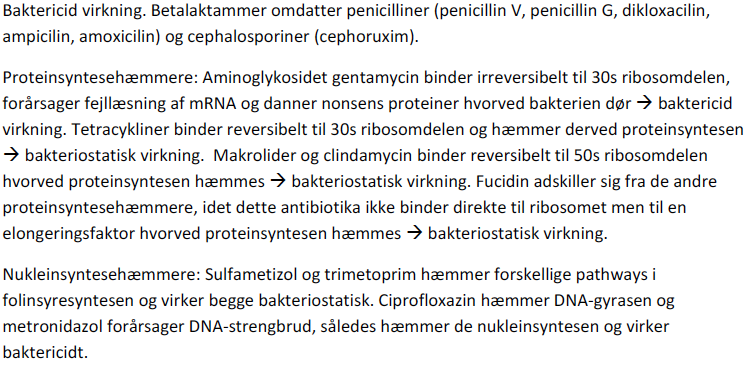 Baktericid virkning. Betalaktammer omdatter penicilliner (penicillin V, penicillin G, dikloxacilin,
ampicilin, amoxicilin) og cephalosporiner (cephoruxim).
Proteinsyntesehæmmere: Aminoglykosidet gentamycin binder irreversibelt til 30s ribosomdelen,
forårsager fejllæsning af mRNA og danner nonsens proteiner hvorved bakterien dør → baktericid
virkning. Tetracykliner binder reversibelt til 30s ribosomdelen og hæmmer derved proteinsyntesen
→ bakteriostatisk virkning.  Makrolider og clindamycin binder reversibelt til 50s ribosomdelen
hvorved proteinsyntesen hæmmes → bakteriostatisk virkning. Fucidin adskiller sig fra de andre
proteinsyntesehæmmere, idet dette antibiotika ikke binder direkte til ribosomet men til en
elongeringsfaktor hvorved proteinsyntesen hæmmes → bakteriostatisk virkning.
Nukleinsyntesehæmmere: Sulfametizol og trimetoprim hæmmer forskellige pathways i
folinsyresyntesen og virker begge bakteriostatisk. Ciprofloxazin hæmmer DNA-gyrasen og
metronidazol forårsager DNA-strengbrud, således hæmmer de nukleinsyntesen og virker
baktericidt.